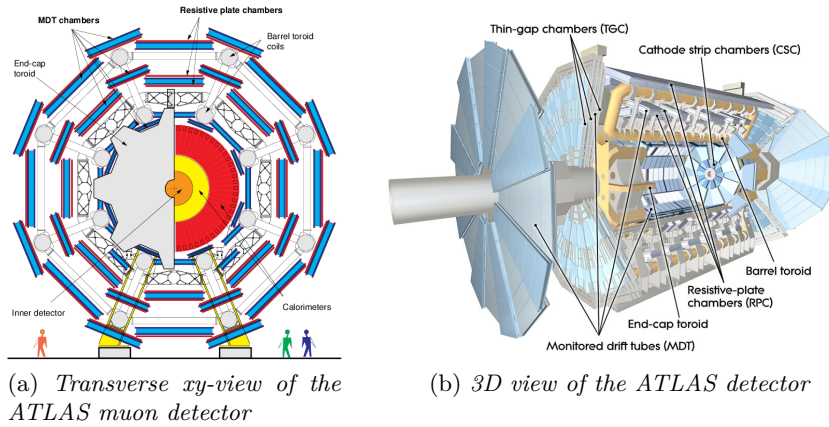 MDT chambers
Resistive plate chambers
Barrel toroid
coils
End-cap
toroid
Inner detector
Calorimeters
(a) Transverse xy-view of the
ATLAS muon detector
Thin-gap chambers (TGC)
Cathode strip chambers (CSC)
Barrel toroid
Resistive-plate
chambers (RPC)
End-cap toroid
Monitored drift tubes (MDT)
(b) 3D view of the ATLAS detector